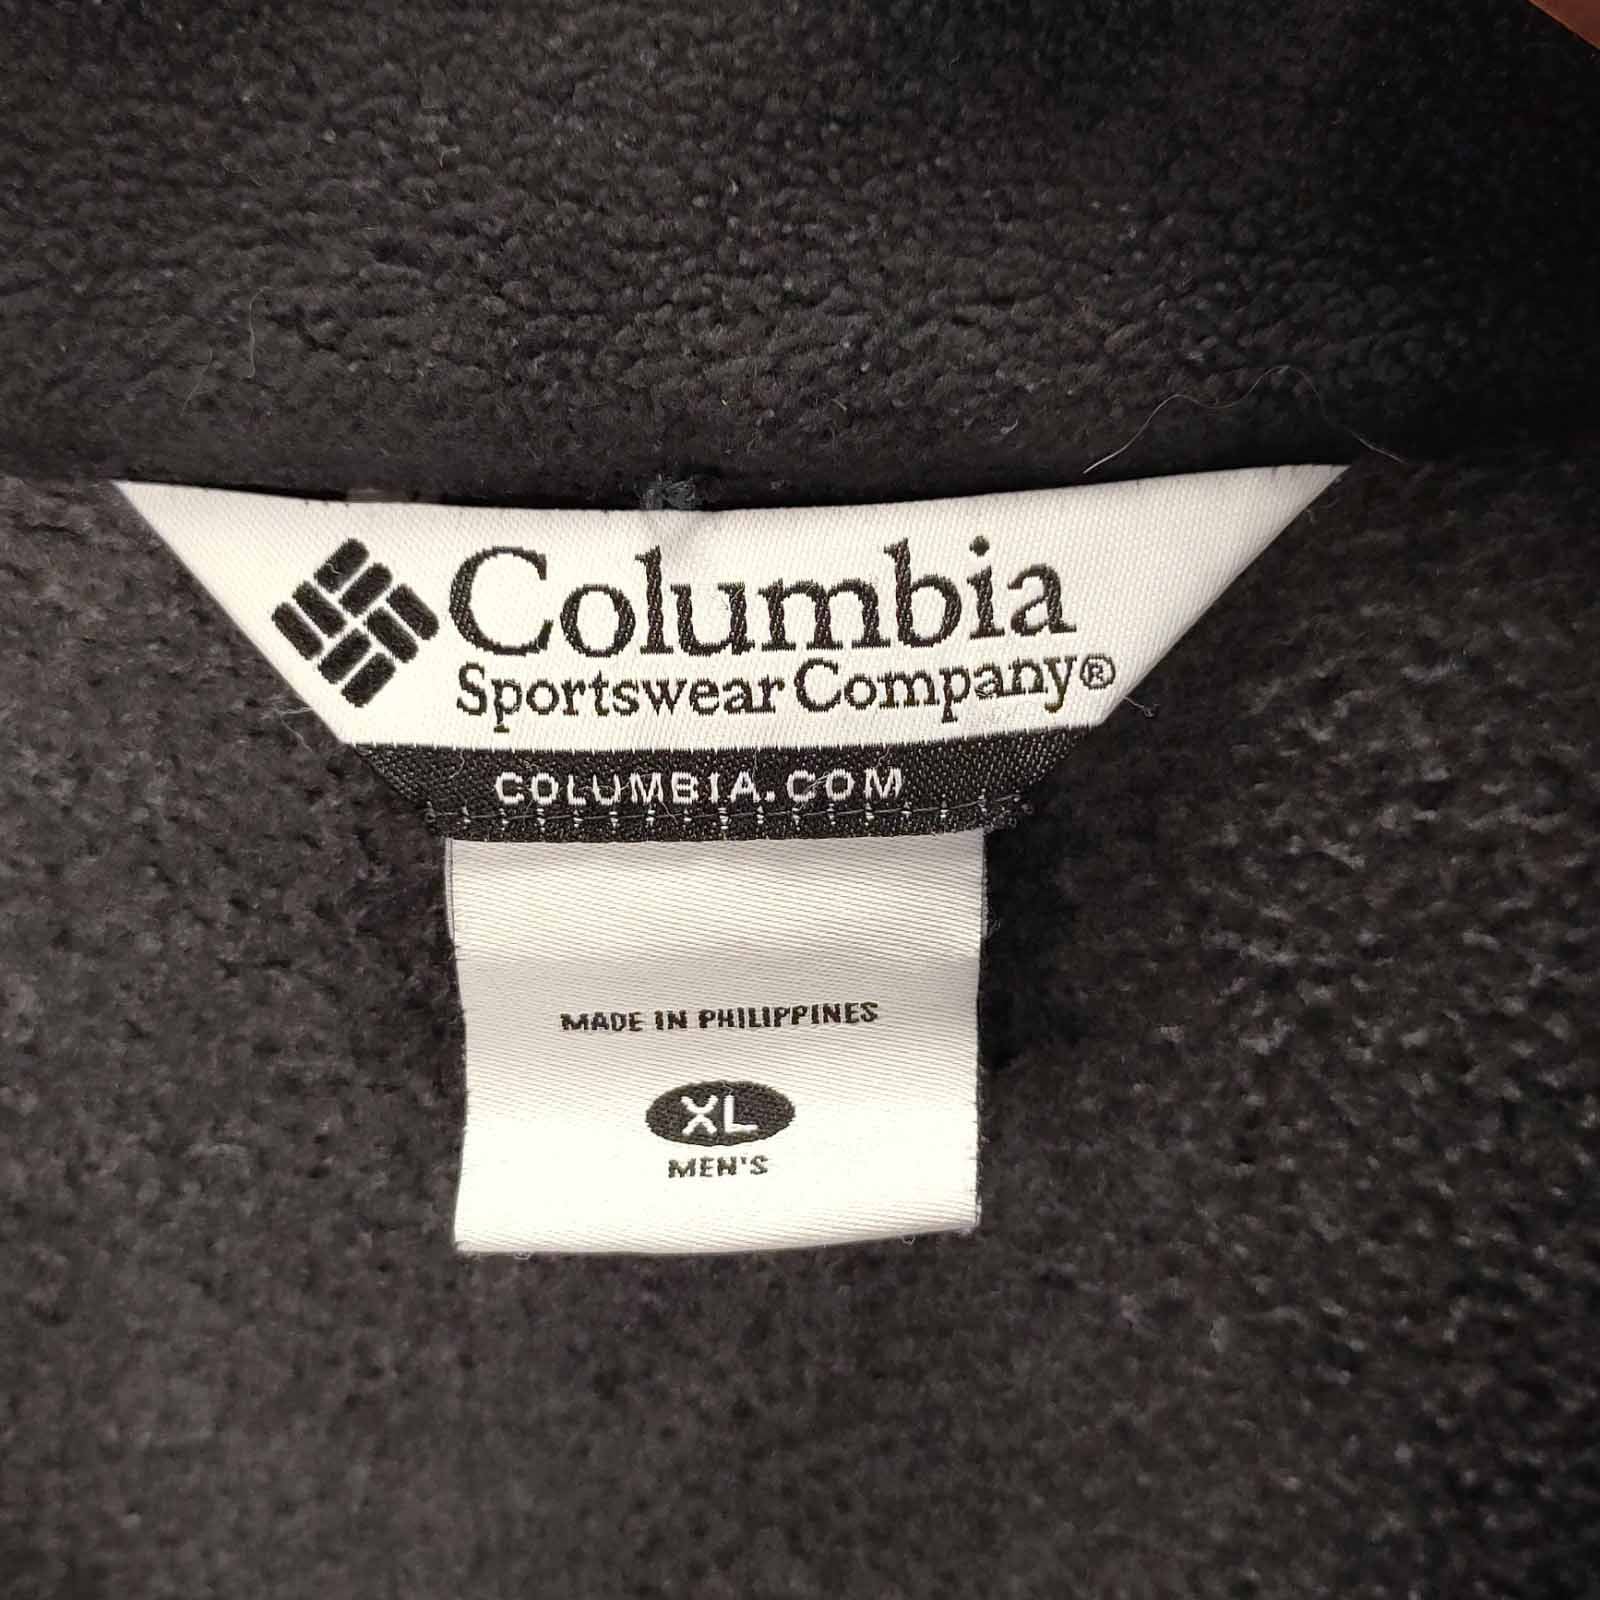 Columbia
Sportswear Company®
COLUMBIA.COM
MADE IN PHILIPPINES
XL
MEN'S